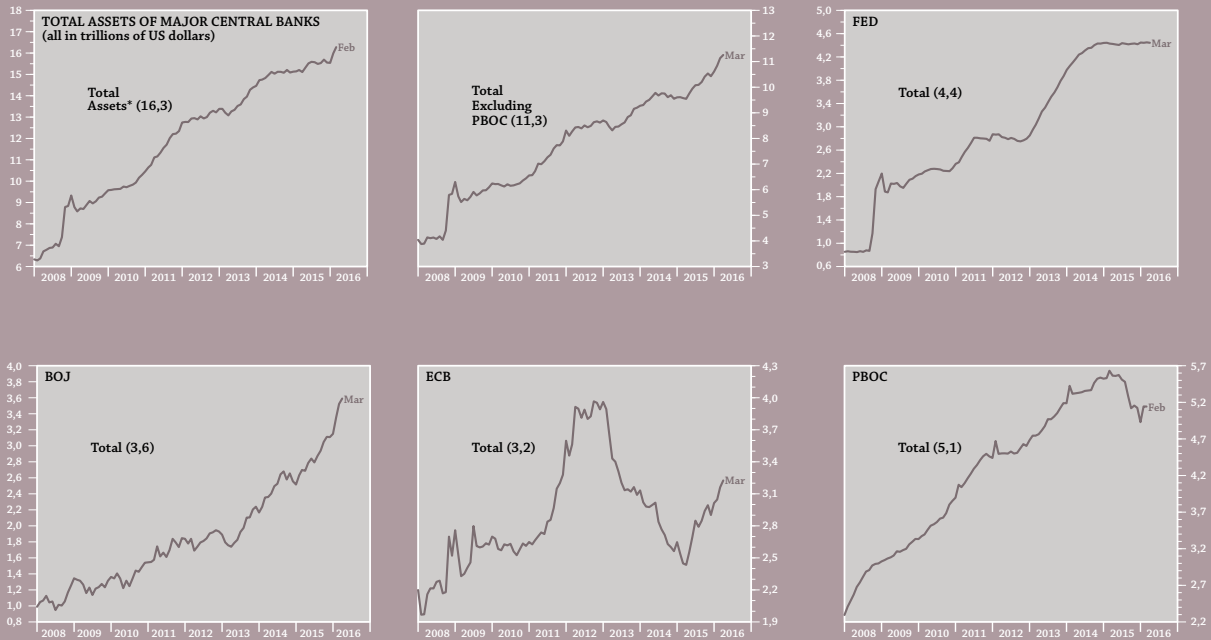 TOTAL ASSETS OF MAJOR CENTRAL BANKS
(all in trillions of US dollars)
Total
Assets* (16,3)
Feb
18
17
16
15
14
13
12
11
10
9
8
7
6
2008 2009 2010 2011 2012 2013 2014 2015 2016
Total
Excluding
PBOC (11,3)
Mar
13
12
11
10
9
8
7
6
5
4
3
2008 2009 2010 2011 2012 2013 2014 2015 2016
FED
Total (4,4)
Mar
5,0
4,6
4,2
3,8
3,4
3,0
2,6
2,2
1,8
1,4
1,0
0,6
2008 2009 2010 2011 2012 2013 2014 2015 2016
BOJ
Total (3,6)
Mar
4,0
3,8
3,6
3,4
3,2
3,0
2,8
2,6
2,4
2,2
2,0
1,8
1,6
1,4
1,2
1,0
0,8
2008 2009 2010 2011 2012 2013 2014 2015 2016
ECB
Total (3,2)
Mar
4,3
4,0
3,7
3,4
3,1
2,8
2,5
2,2
1,9
2008 2009 2010 2011 2012 2013 2014 2015 2016
PBOC
Total (5,1)
Feb
5,7
5,2
4,7
4,2
3,7
3,2
2,7
2,2
2008 2009 2010 2011 2012 2013 2014 2015 2016